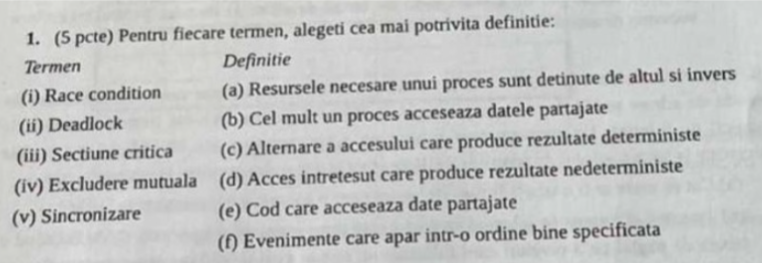 1. (5 pcte) Pentru fiecare termen, alegeti cea mai potrivita definitie:
Termen Definitie
(i) Race condition (a) Resursele necesare unui proces sunt detinute de altul si invers
(ii) Deadlock (b) Cel mult un proces acceseaza datele partajate
(iii) Sectiune critica (c) Alternare a accesului care produce rezultate deterministe
(iv) Excludere mutuala (d) Acces intretesut care produce rezultate nedeterministe
(v) Sincronizare (e) Cod care acceseaza date partajate
(f) Evenimente care apar intr-o ordine bine specificata